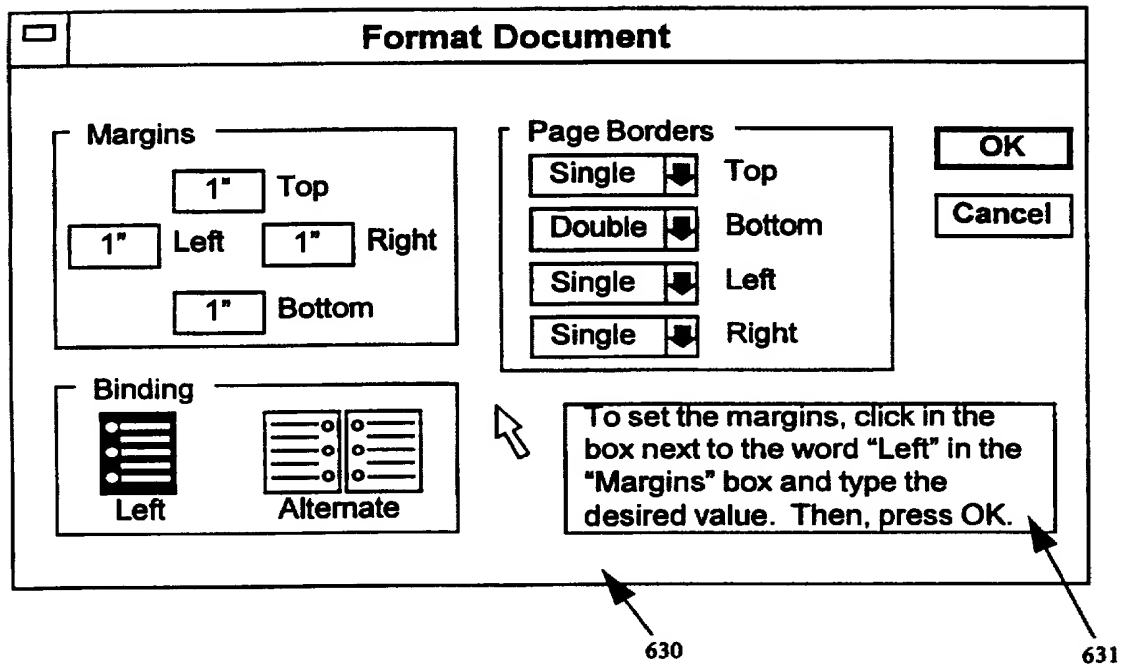 Format Document
Margins
1" Top
1" Left 1" Right
1" Bottom
Page Borders
Single Top
Double Bottom
Single Left
Single Right
OK
Cancel
Binding
Left Alternate
To set the margins, click in the
box next to the word “Left” in the
“Margins” box and type the
desired value. Then, press OK.
630
631